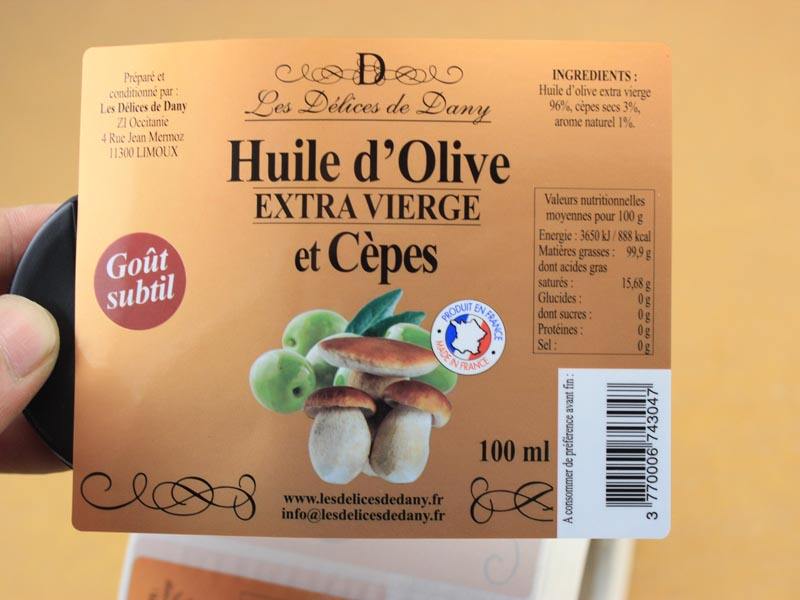 Préparé et
conditionné par :
Les Délices de Dany
ZI Occitanie
4 Rue Jean Mermoz
11300 LIMOUX
Goût
subtil
D
Les Délices de Dany
Huile d'Olive
EXTRA VIERGE
et Cèpes
PRODUIT EN FRANCE
MADE IN FRANCE
100 ml
www.lesdelicesdedany.fr
info@lesdelicesdedany.fr
INGREDIENTS :
Huile d'olive extra vierge
96%, cèpes secs 3%,
arome naturel 1%.
Valeurs nutritionnelles
moyennes pour 100 g
Energie : 3650 kJ / 888 kcal
Matières grasses : 99,9 g
dont acides gras
saturés : 15,68 g
Glucides : 0 g
dont sucres : 0 g
Protéines : 0 g
Sel : 0 g
A consommer de préférence avant fin :
3 770006 743047